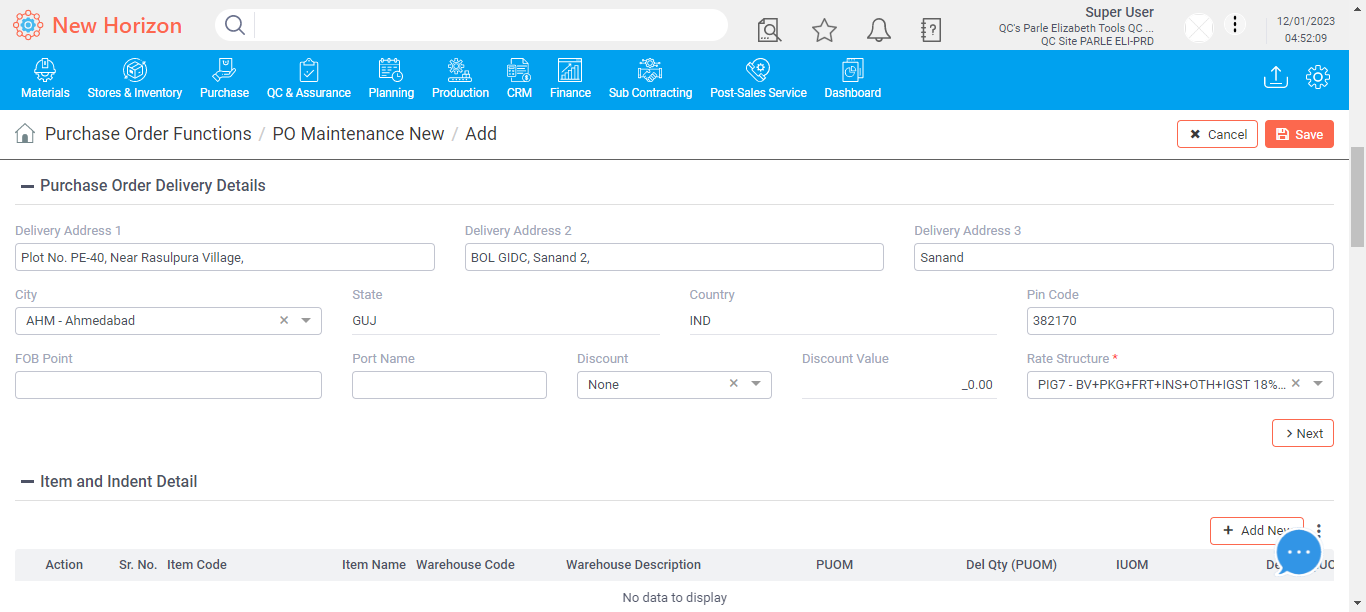 New Horizon
Super User
QC's Parle Elizabeth Tools QC ...
QC Site PARLE ELI-PRD
12/01/2023
04:52:09
Materials
Stores & Inventory
Purchase
QC & Assurance
Planning
Production
CRM
Finance
Sub Contracting
Post-Sales Service
Dashboard
Purchase Order Functions / PO Maintenance New / Add
Cancel
Save
Purchase Order Delivery Details
Delivery Address 1
Delivery Address 2
Delivery Address 3
Plot No. PE-40, Near Rasulpura Village,
BOL GIDC, Sanand 2,
Sanand
City
State
Country
Pin Code
AHM - Ahmedabad
GUJ
IND
382170
FOB Point
Port Name
Discount
Discount Value
Rate Structure *
None
_0.00
PIG7 - BV+PKG+FRT+INS+OTH+IGST 18%...
Next
Item and Indent Detail
Add New
Action
Sr. No.
Item Code
Item Name
Warehouse Code
Warehouse Description
PUOM
Del Qty (PUOM)
IUOM
No data to display